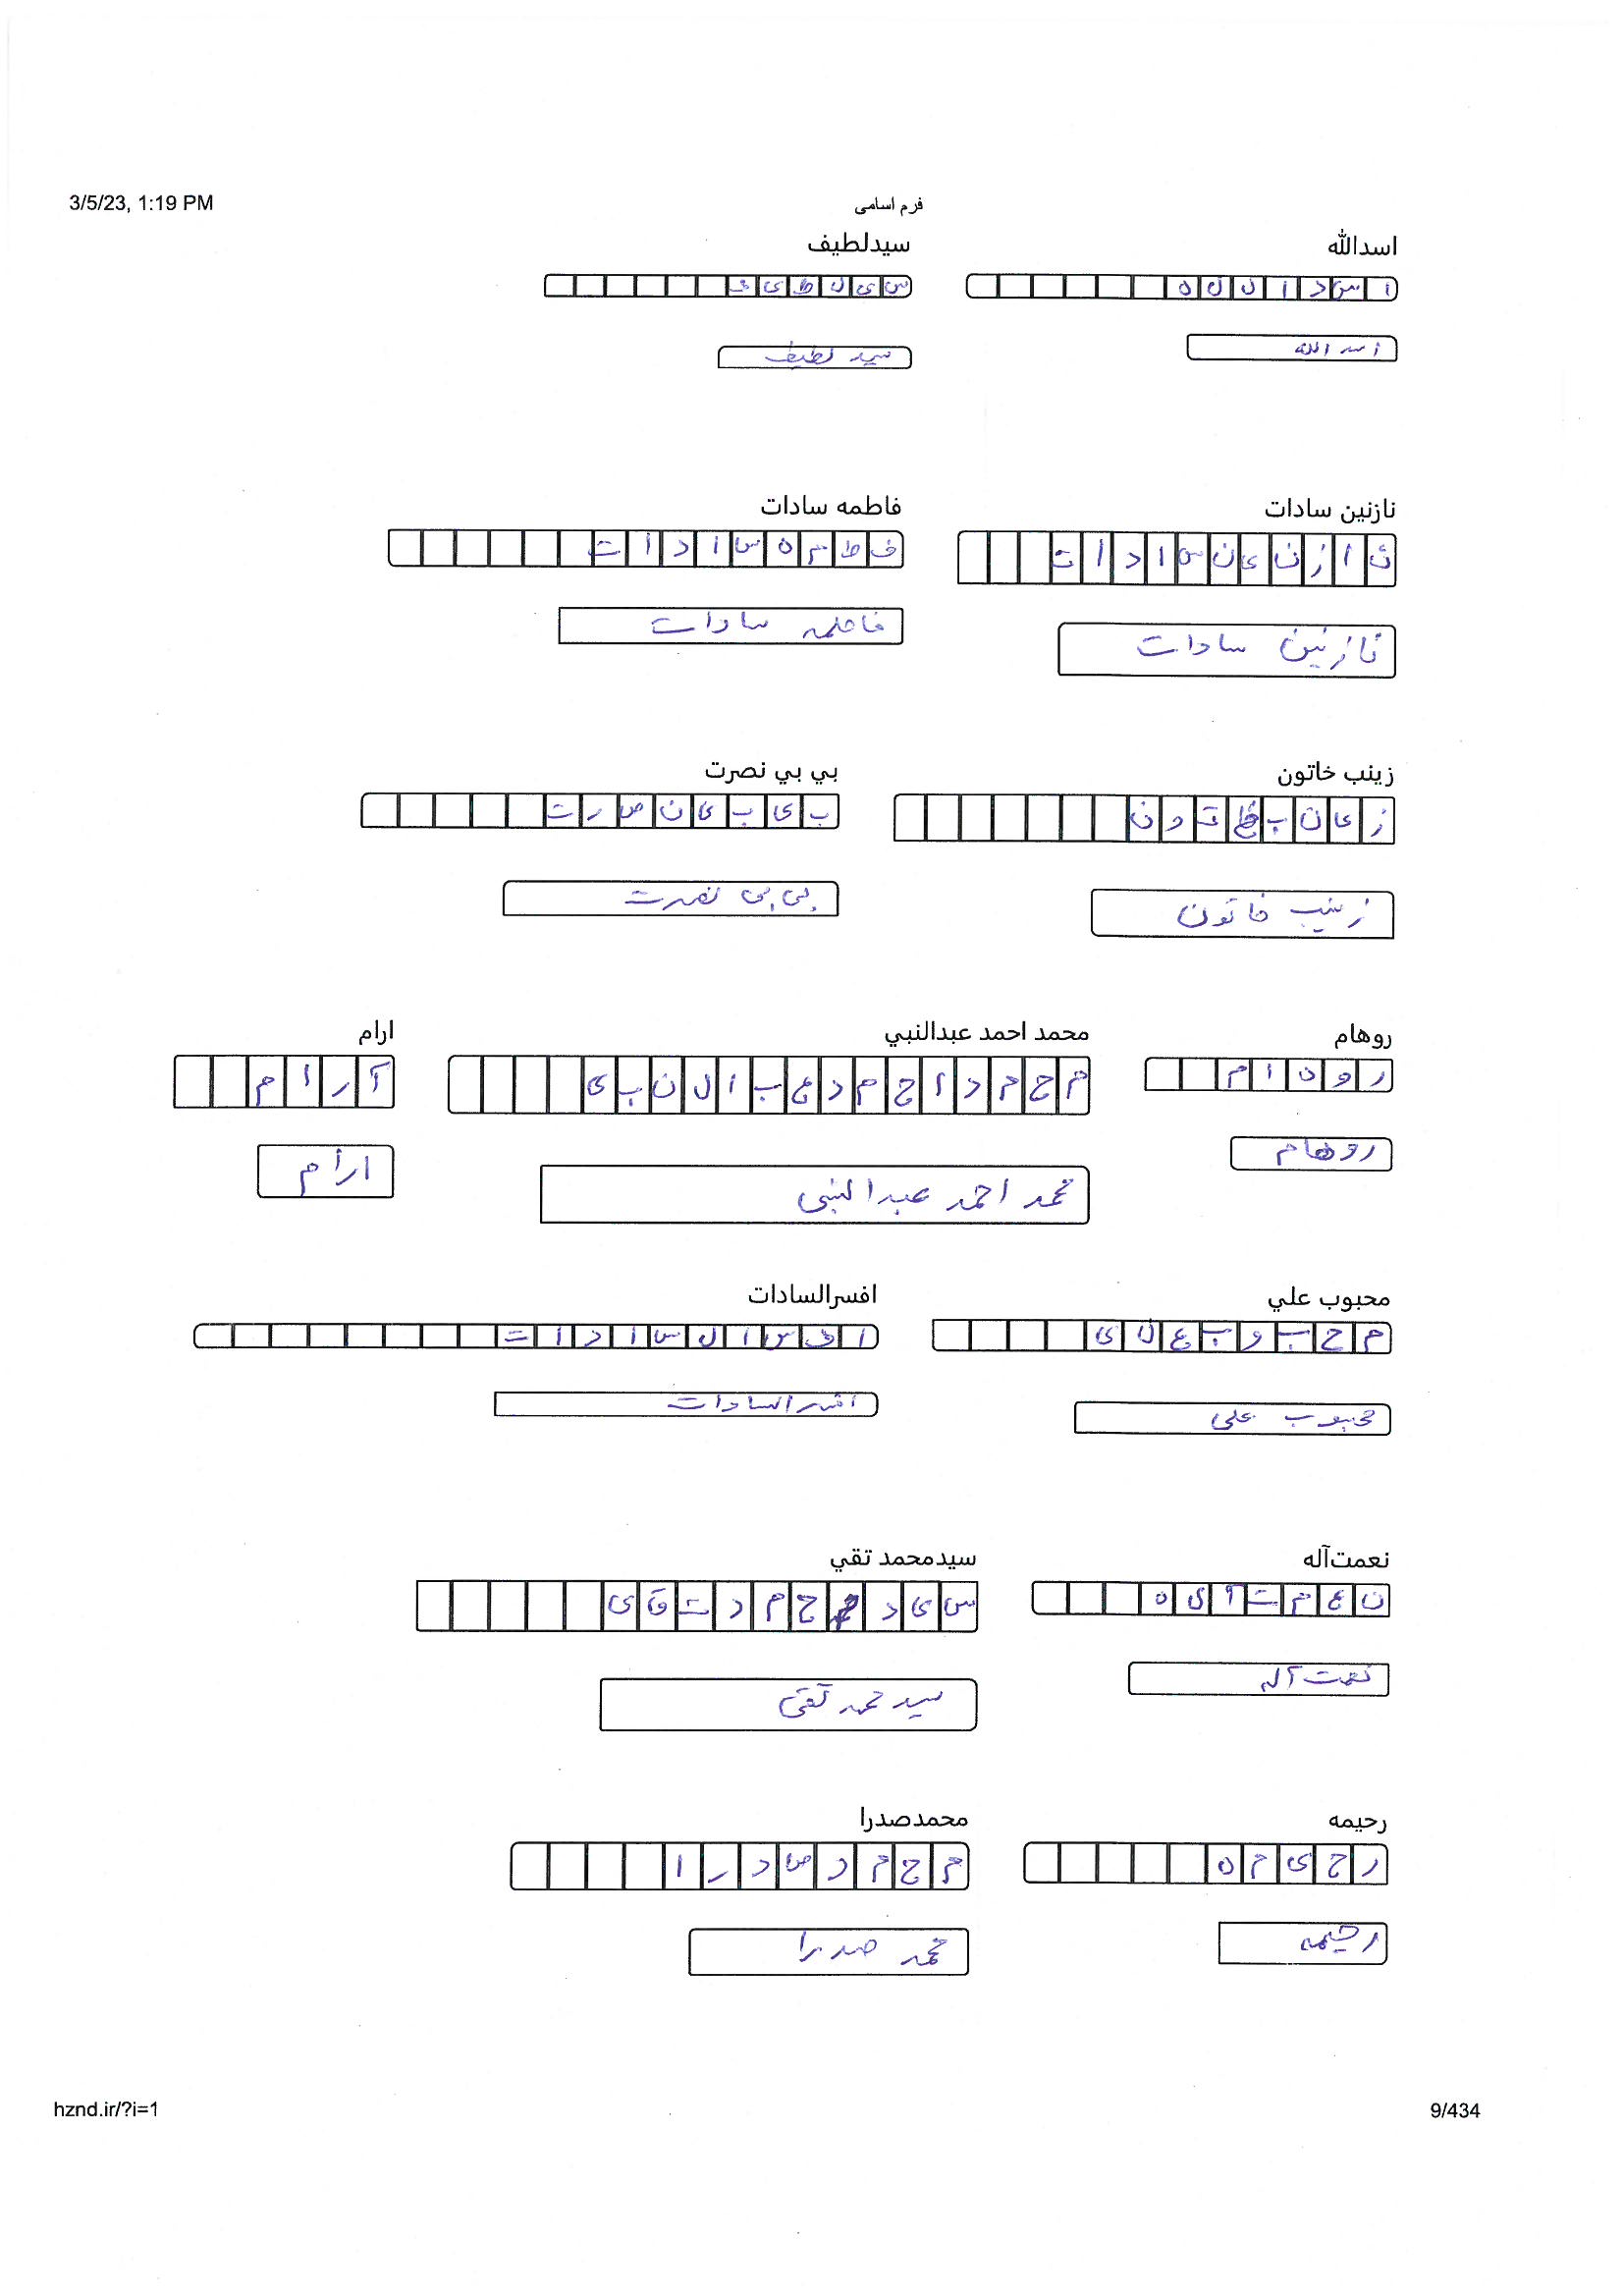 3/5/23, 1:19 PM
فرم اسامی
اسدالله سیدلطیف
ا س د ا ل ل ه س ی ل ط ی ف
اسدالله سید لطیف
نازنین سادات فاطمه سادات
ن ا ز ن ی ن س ا د ا ت ف ط م ه س ا د ا ت
نازنین سادات فاطمه سادات
زینب خاتون بي بي نصرت
ز ی ن ب خ ت و ن ب ی ب ی ن ص ر ت
زینب خاتون بی بی نصرت
روهام محمد احمد عبدالنبي ارام
ر و ه ا م م ح م د ا ح م د ع ب ا ل ن ب ی آ ر ا م
روهام محمد احمد عبدالنبی ارام
محبوب علي افسرالسادات
م ح ب و ب ع ل ی ا ف س ا ل س ا د ا ت
محبوب علی افسرالسادات
نعمت‌آله سیدمحمد تقي
ن ع م ت آ ل ه س ی د م ح م د ت ق ی
نعمت آله سید محمد تقی
رحیمه محمدصدرا
ر ح ی م ه م ح م د ص د ر ا
رحیمه محمد صدرا
hznd.ir/?i=1 9/434